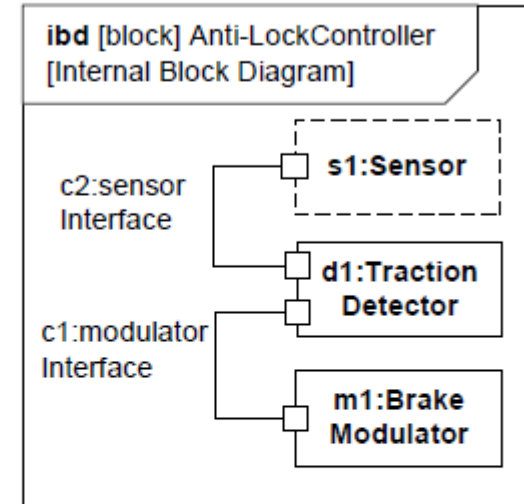 ibd [block] Anti-LockController
[Internal Block Diagram]
s1:Sensor
c2:sensor
Interface
d1:Traction
Detector
c1:modulator
Interface
m1:Brake
Modulator